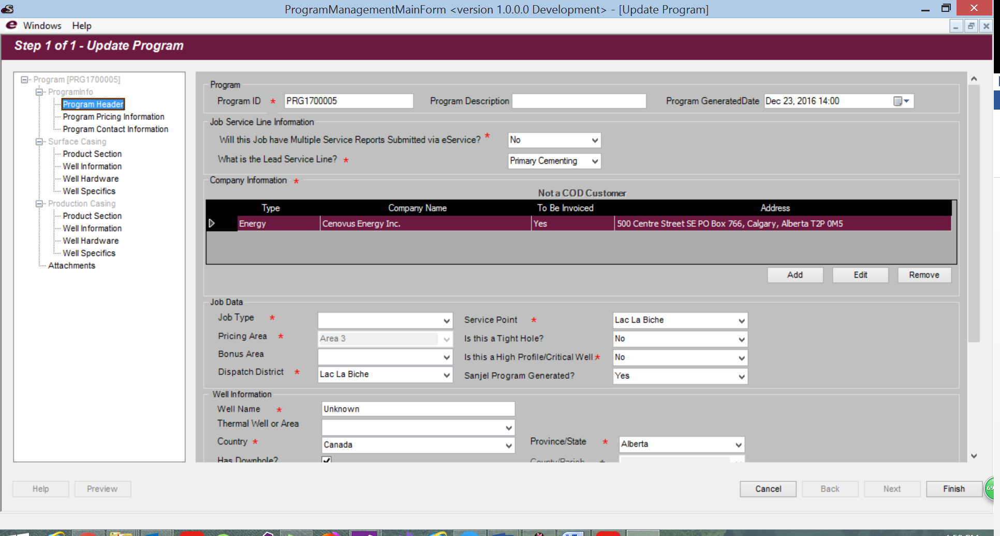 ProgramManagementMainForm <version 1.0.0.0 Development> - [Update Program]
Windows Help
Step 1 of 1 - Update Program
Program [PRG1700005]
ProgramInfo
Program Header
Program Pricing Information
Program Contact Information
Surface Casing
Product Section
Well Information
Well Hardware
Well Specifics
Production Casing
Product Section
Well Information
Well Hardware
Well Specifics
Attachments
Program
Program ID * PRG1700005 Program Description Program GeneratedDate Dec 23, 2016 14:00
Job Service Line Information
Will this Job have Multiple Service Reports Submitted via eService? * No
What is the Lead Service Line? * Primary Cementing
Company Information *
Not a COD Customer
Type Company Name To Be Invoiced Address
Energy Cenovus Energy Inc. Yes 500 Centre Street SE PO Box 766, Calgary, Alberta T2P 0M5
Add Edit Remove
Job Data
Job Type * Service Point * Lac La Biche
Pricing Area * Area 3 Is this a Tight Hole? No
Bonus Area Is this a High Profile/Critical Well * No
Dispatch District * Lac La Biche Sanjel Program Generated? Yes
Well Information
Well Name * Unknown
Thermal Well or Area
Country * Canada Province/State * Alberta
Has Downhole? County/Parish *
Help Preview Cancel Back Next Finish
69